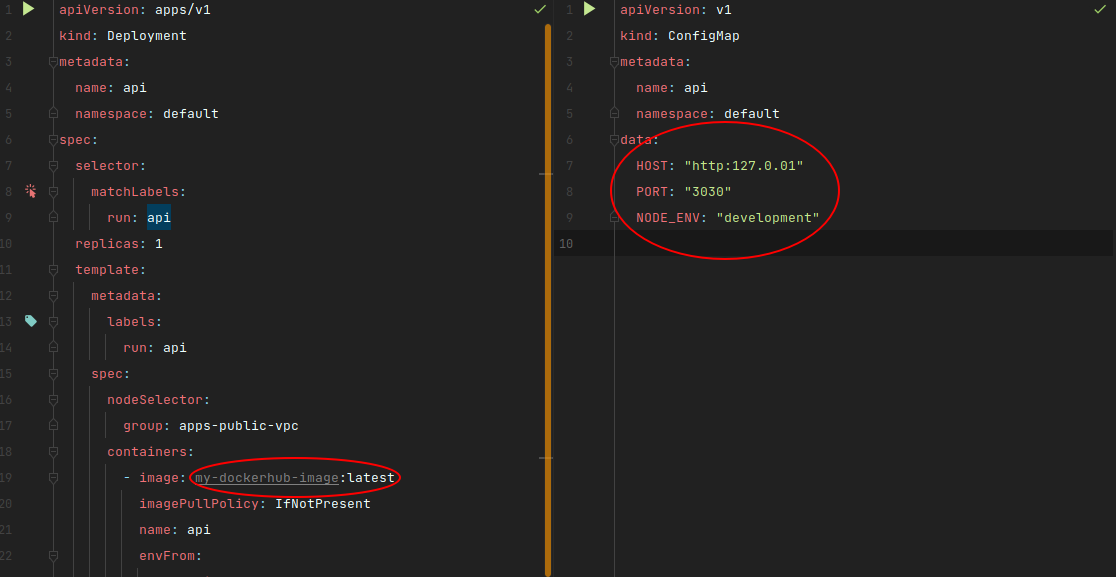 1 apiVersion: apps/v1
2 kind: Deployment
3 metadata:
4 name: api
5 namespace: default
6 spec:
7 selector:
8 matchLabels:
9 run: api
10 replicas: 1
11 template:
12 metadata:
13 labels:
14 run: api
15 spec:
16 nodeSelector:
17 group: apps-public-vpc
18 containers:
19 - image: my-dockerhub-image:latest
20 imagePullPolicy: IfNotPresent
21 name: api
22 envFrom:
1 apiVersion: v1
2 kind: ConfigMap
3 metadata:
4 name: api
5 namespace: default
6 data:
7 HOST: "http:127.0.01"
8 PORT: "3030"
9 NODE_ENV: "development"
10